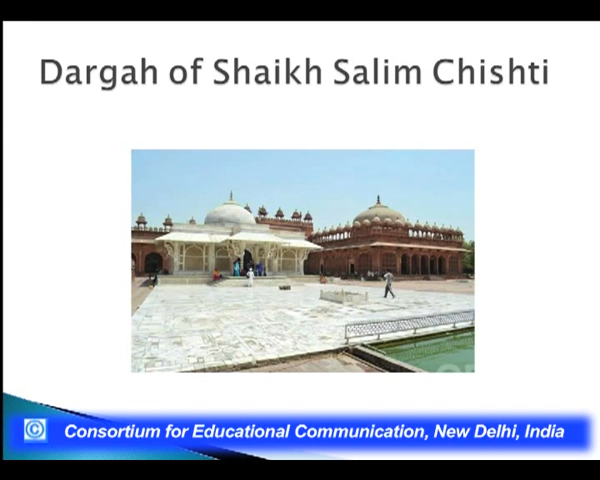 Dargah of Shaikh Salim Chishti
© Consortium for Educational Communication, New Delhi, India